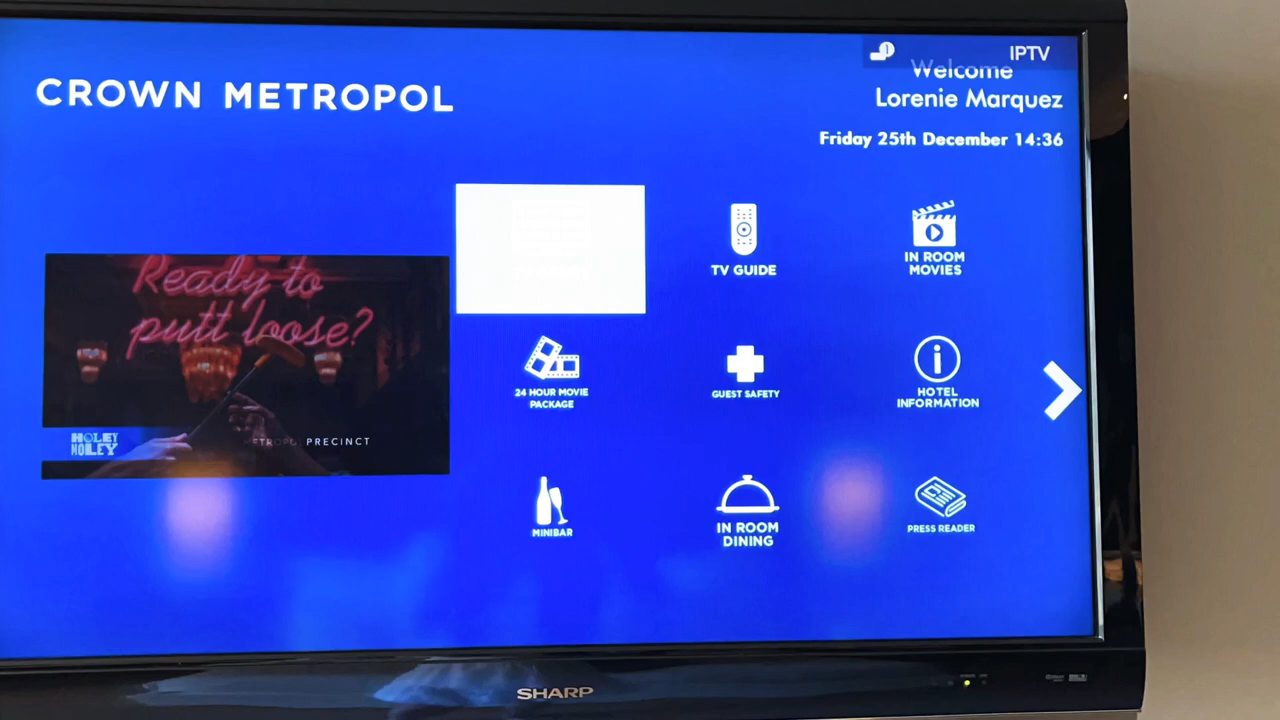 IPTV
CROWN METROPOL
Welcome
Lorenie Marquez
Friday 25th December 14:36
TV GUIDE
IN ROOM
MOVIES
Ready to
putt loose?
HOLEY
MOLEY
METROPOL PRECINCT
24 HOUR MOVIE
PACKAGE
GUEST SAFETY
HOTEL
INFORMATION
MINIBAR
IN ROOM
DINING
PRESS READER
SHARP